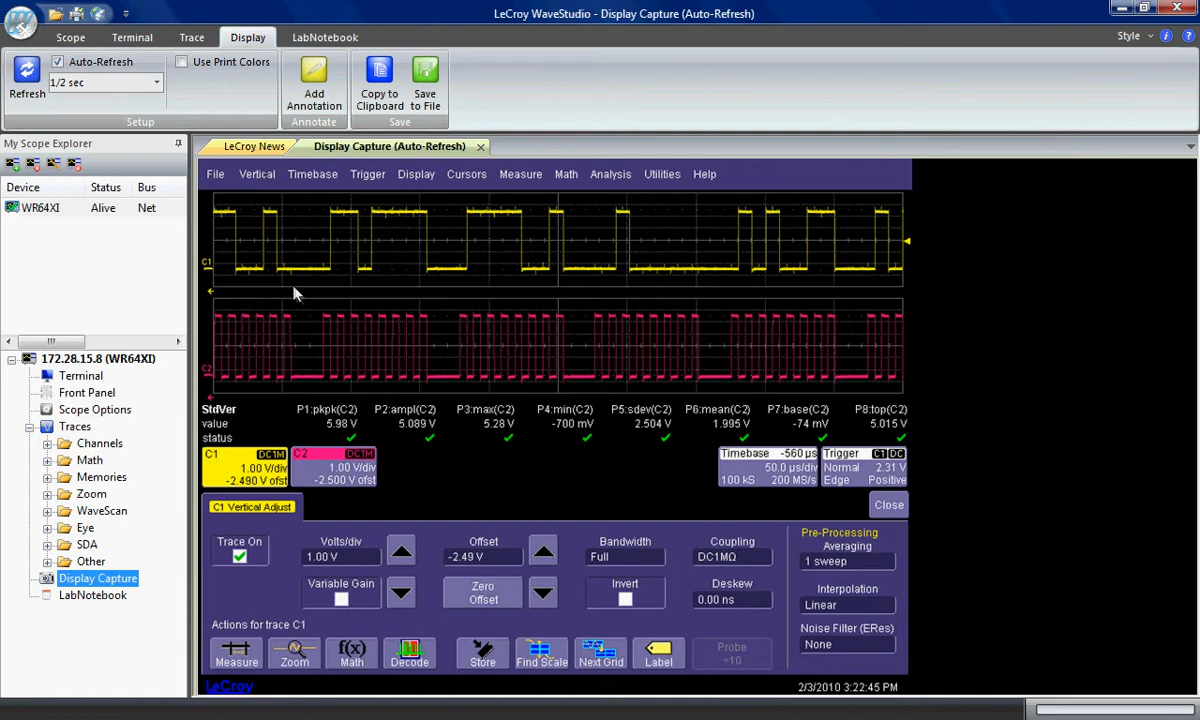 LeCroy WaveStudio - Display Capture (Auto-Refresh)
Scope Terminal Trace Display LabNotebook
Style
Refresh
Auto-Refresh
1/2 sec
Use Print Colors
Add Annotation
Copy to Clipboard
Save to File
Setup Annotate Save
My Scope Explorer
Device Status Bus
WR64XI Alive Net
172.28.15.8 (WR64XI)
Terminal
Front Panel
Scope Options
Traces
Channels
Math
Memories
Zoom
WaveScan
Eye
SDA
Other
Display Capture
LabNotebook
LeCroy News Display Capture (Auto-Refresh)
File Vertical Timebase Trigger Display Cursors Measure Math Analysis Utilities Help
C1
C2
StdVer P1:pkpk(C2) P2:ampl(C2) P3:max(C2) P4:min(C2) P5:sdev(C2) P6:mean(C2) P7:base(C2) P8:top(C2)
value 5.98 V 5.089 V 5.28 V -700 mV 2.504 V 1.995 V -74 mV 5.015 V
status
C1 DC1M
1.00 V/div
-2.490 V ofst
C2 DC1M
1.00 V/div
-2.500 V ofst
Timebase -560 µs
50.0 µs/div
100 kS 200 MS/s
Trigger C1 DC
Normal 2.31 V
Edge Positive
C1 Vertical Adjust
Close
Trace On
Volts/div
1.00 V
Variable Gain
Offset
-2.49 V
Zero Offset
Bandwidth
Full
Invert
Coupling
DC1MΩ
Deskew
0.00 ns
Pre-Processing
Averaging
1 sweep
Interpolation
Linear
Noise Filter (ERes)
None
Actions for trace C1
Measure
Zoom
f(x)
Math
Decode
Store
Find Scale
Next Grid
Label
Probe
÷10
LeCroy
2/3/2010 3:22:45 PM